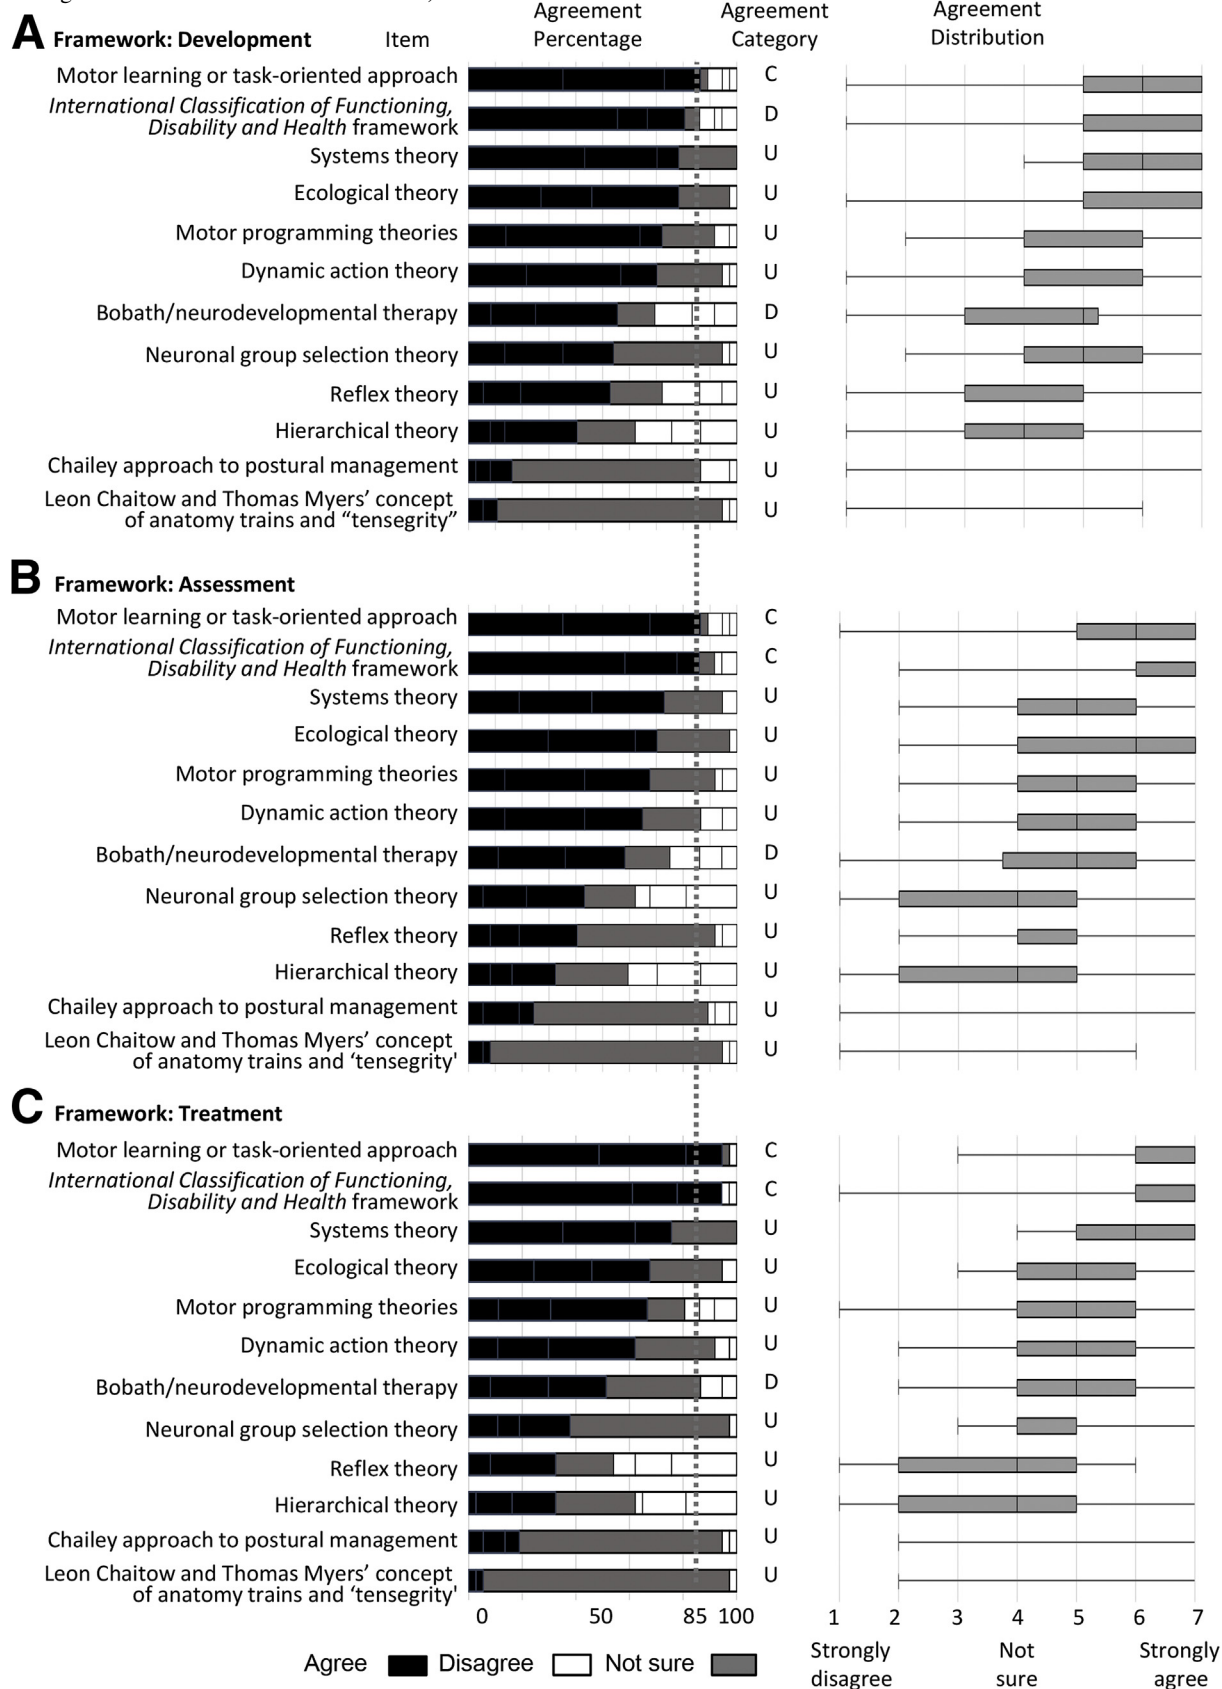 Agreement Agreement Agreement
A Framework: Development Item Percentage Category Distribution
Motor learning or task-oriented approach C
International Classification of Functioning,
Disability and Health framework D
Systems theory U
Ecological theory U
Motor programming theories U
Dynamic action theory U
Bobath/neurodevelopmental therapy D
Neuronal group selection theory U
Reflex theory U
Hierarchical theory U
Chailey approach to postural management U
Leon Chaitow and Thomas Myers’ concept
of anatomy trains and “tensegrity” U
B Framework: Assessment
Motor learning or task-oriented approach C
International Classification of Functioning,
Disability and Health framework C
Systems theory U
Ecological theory U
Motor programming theories U
Dynamic action theory U
Bobath/neurodevelopmental therapy D
Neuronal group selection theory U
Reflex theory U
Hierarchical theory U
Chailey approach to postural management U
Leon Chaitow and Thomas Myers’ concept
of anatomy trains and ‘tensegrity' U
C Framework: Treatment
Motor learning or task-oriented approach C
International Classification of Functioning,
Disability and Health framework C
Systems theory U
Ecological theory U
Motor programming theories U
Dynamic action theory U
Bobath/neurodevelopmental therapy D
Neuronal group selection theory U
Reflex theory U
Hierarchical theory U
Chailey approach to postural management U
Leon Chaitow and Thomas Myers’ concept
of anatomy trains and ‘tensegrity' U
0 50 85 100 1 2 3 4 5 6 7
Agree Disagree Not sure Strongly Not Strongly
disagree sure agree